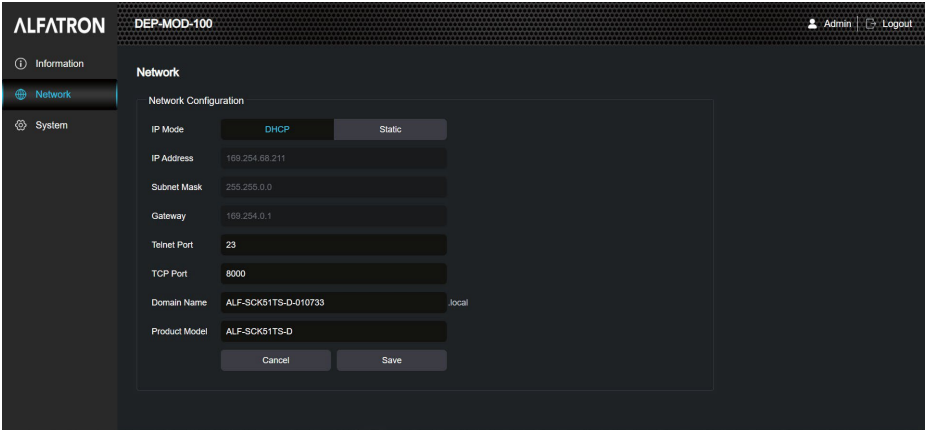 ALFATRON
DEP-MOD-100
Admin
Logout
Information
Network
System
Network
Network Configuration
IP Mode DHCP Static
IP Address 169.254.68.211
Subnet Mask 255.255.0.0
Gateway 169.254.0.1
Telnet Port 23
TCP Port 8000
Domain Name ALF-SCK51TS-D-010733 .local
Product Model ALF-SCK51TS-D
Cancel Save